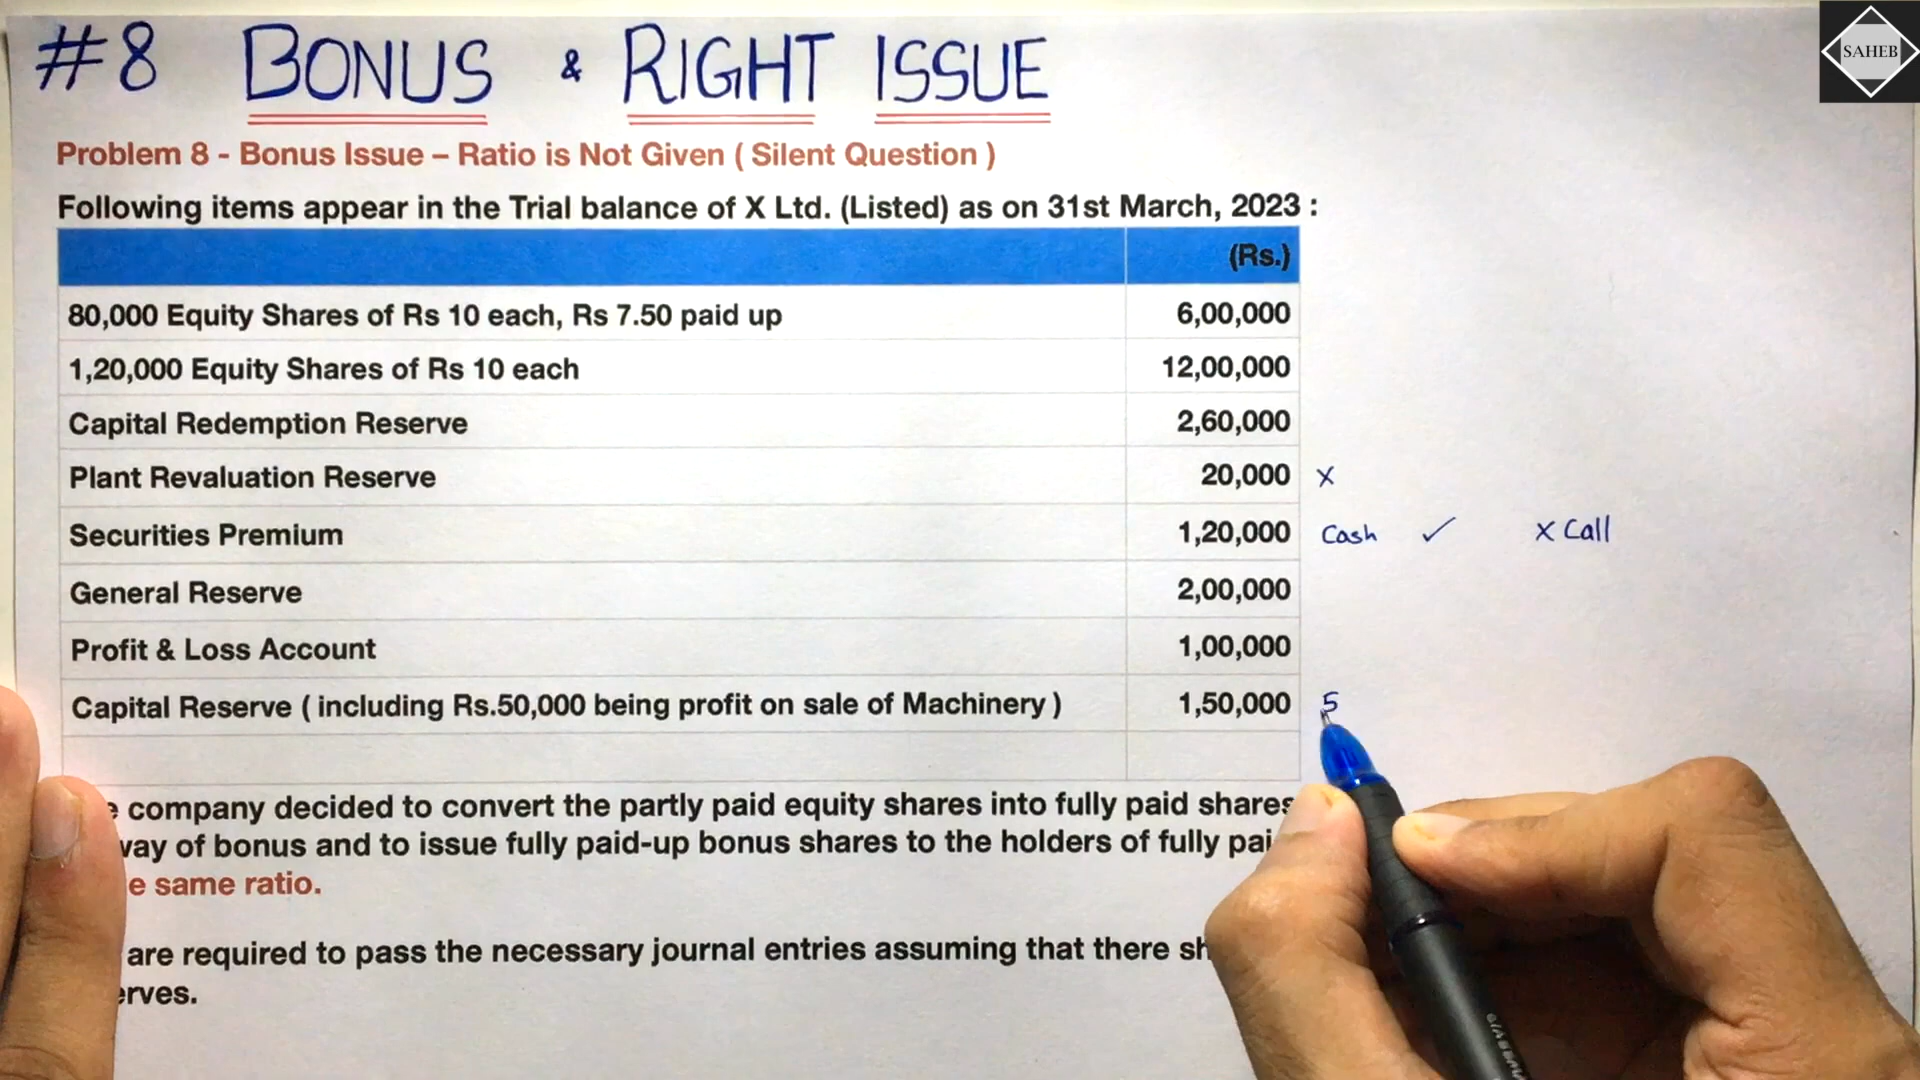 #8 BONUS & RIGHT ISSUE
SAHEB
Problem 8 - Bonus Issue – Ratio is Not Given ( Silent Question )
Following items appear in the Trial balance of X Ltd. (Listed) as on 31st March, 2023 :
(Rs.)
80,000 Equity Shares of Rs 10 each, Rs 7.50 paid up 6,00,000
1,20,000 Equity Shares of Rs 10 each 12,00,000
Capital Redemption Reserve 2,60,000
Plant Revaluation Reserve 20,000 x
Securities Premium 1,20,000 Cash ✓ x Call
General Reserve 2,00,000
Profit & Loss Account 1,00,000
Capital Reserve ( including Rs.50,000 being profit on sale of Machinery ) 1,50,000 5
company decided to convert the partly paid equity shares into fully paid shares
of bonus and to issue fully paid-up bonus shares to the holders of fully
same ratio.
are required to pass the necessary journal entries assuming that there